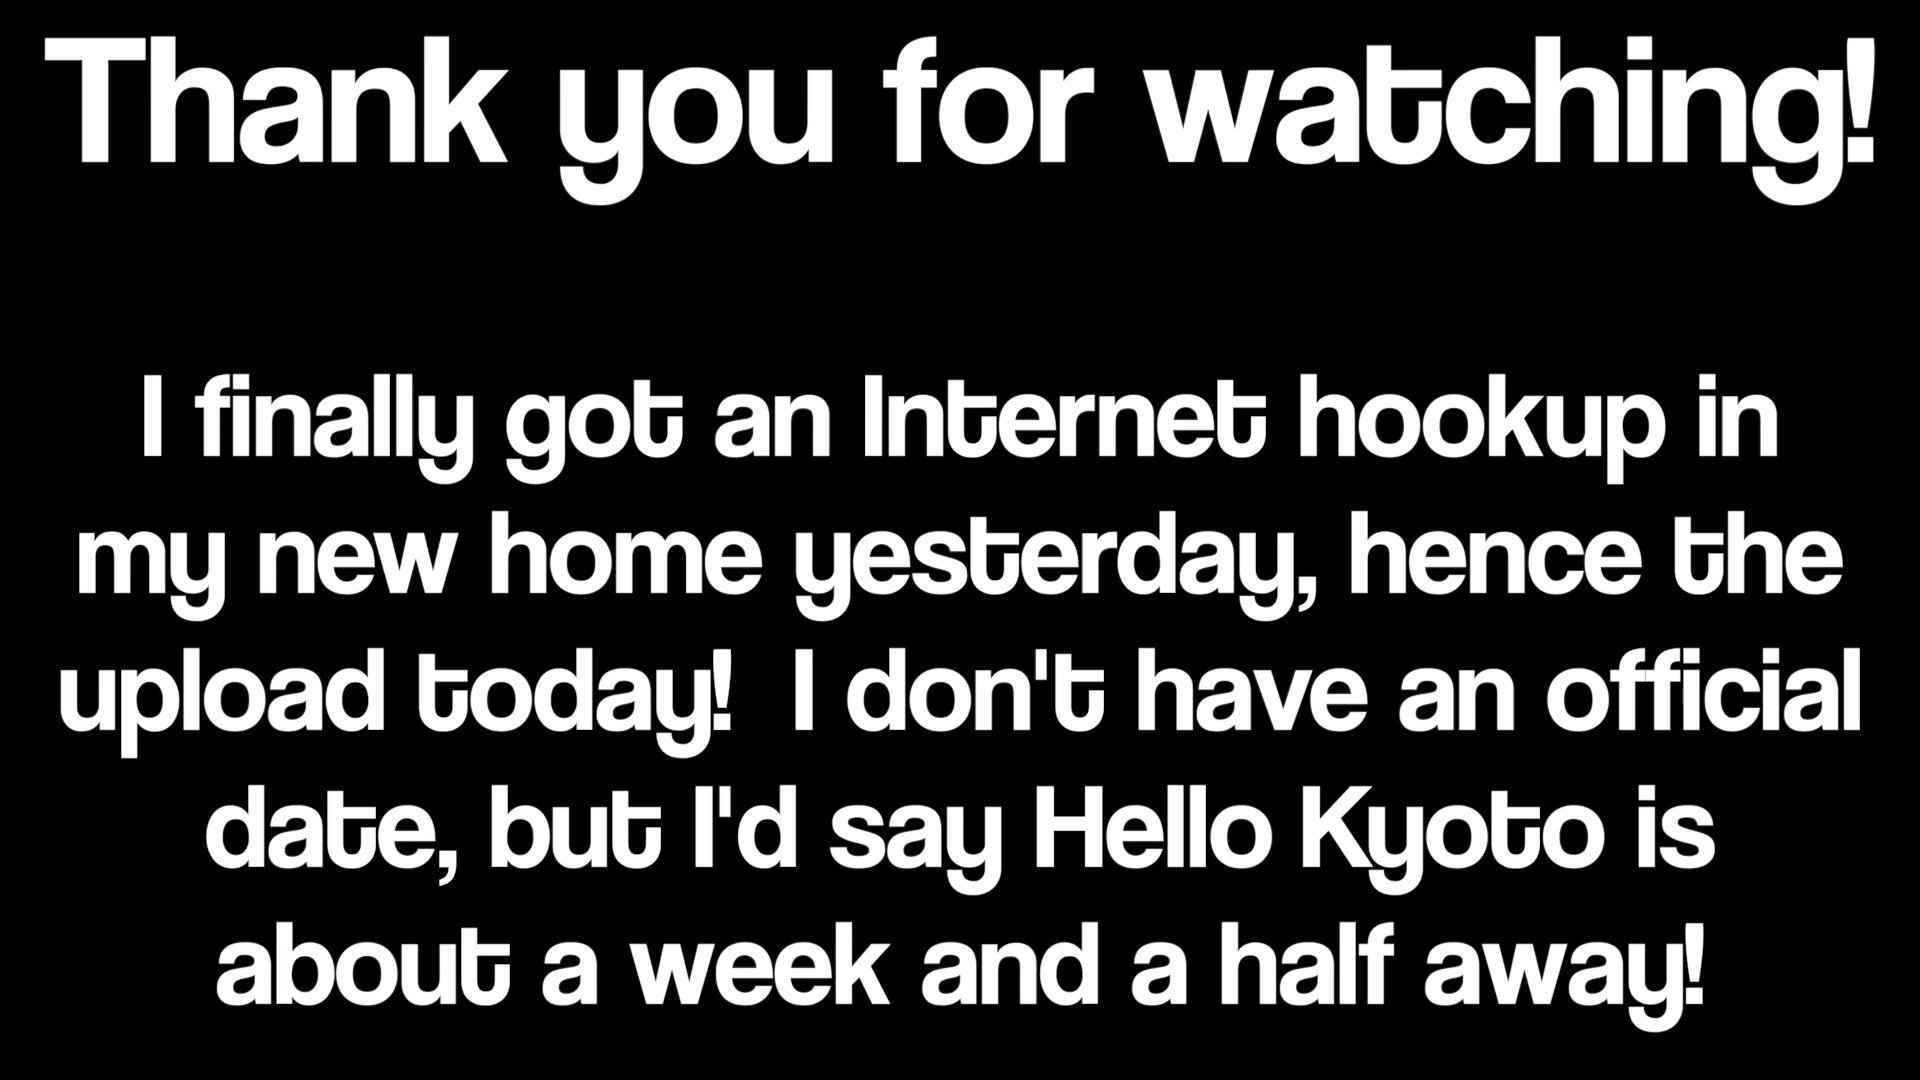 Thank you for watching!
I finally got an Internet hookup in
my new home yesterday, hence the
upload today!  I don't have an official
date, but I'd say Hello Kyoto is
about a week and a half away!